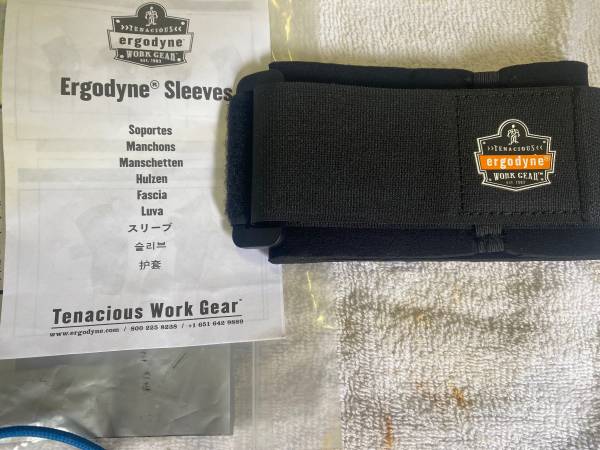 TENACIOUS
ergodyne
WORK GEAR
EST. 1983
Ergodyne® Sleeves
Soportes
Manchons
Manschetten
Hulzen
Fascia
Luva
スリーブ
슬리브
护套
Tenacious Work Gear™
www.ergodyne.com / 800 225 8238 / +1 651 642 9889
TENACIOUS
ergodyne
WORK GEAR™
EST. 1983